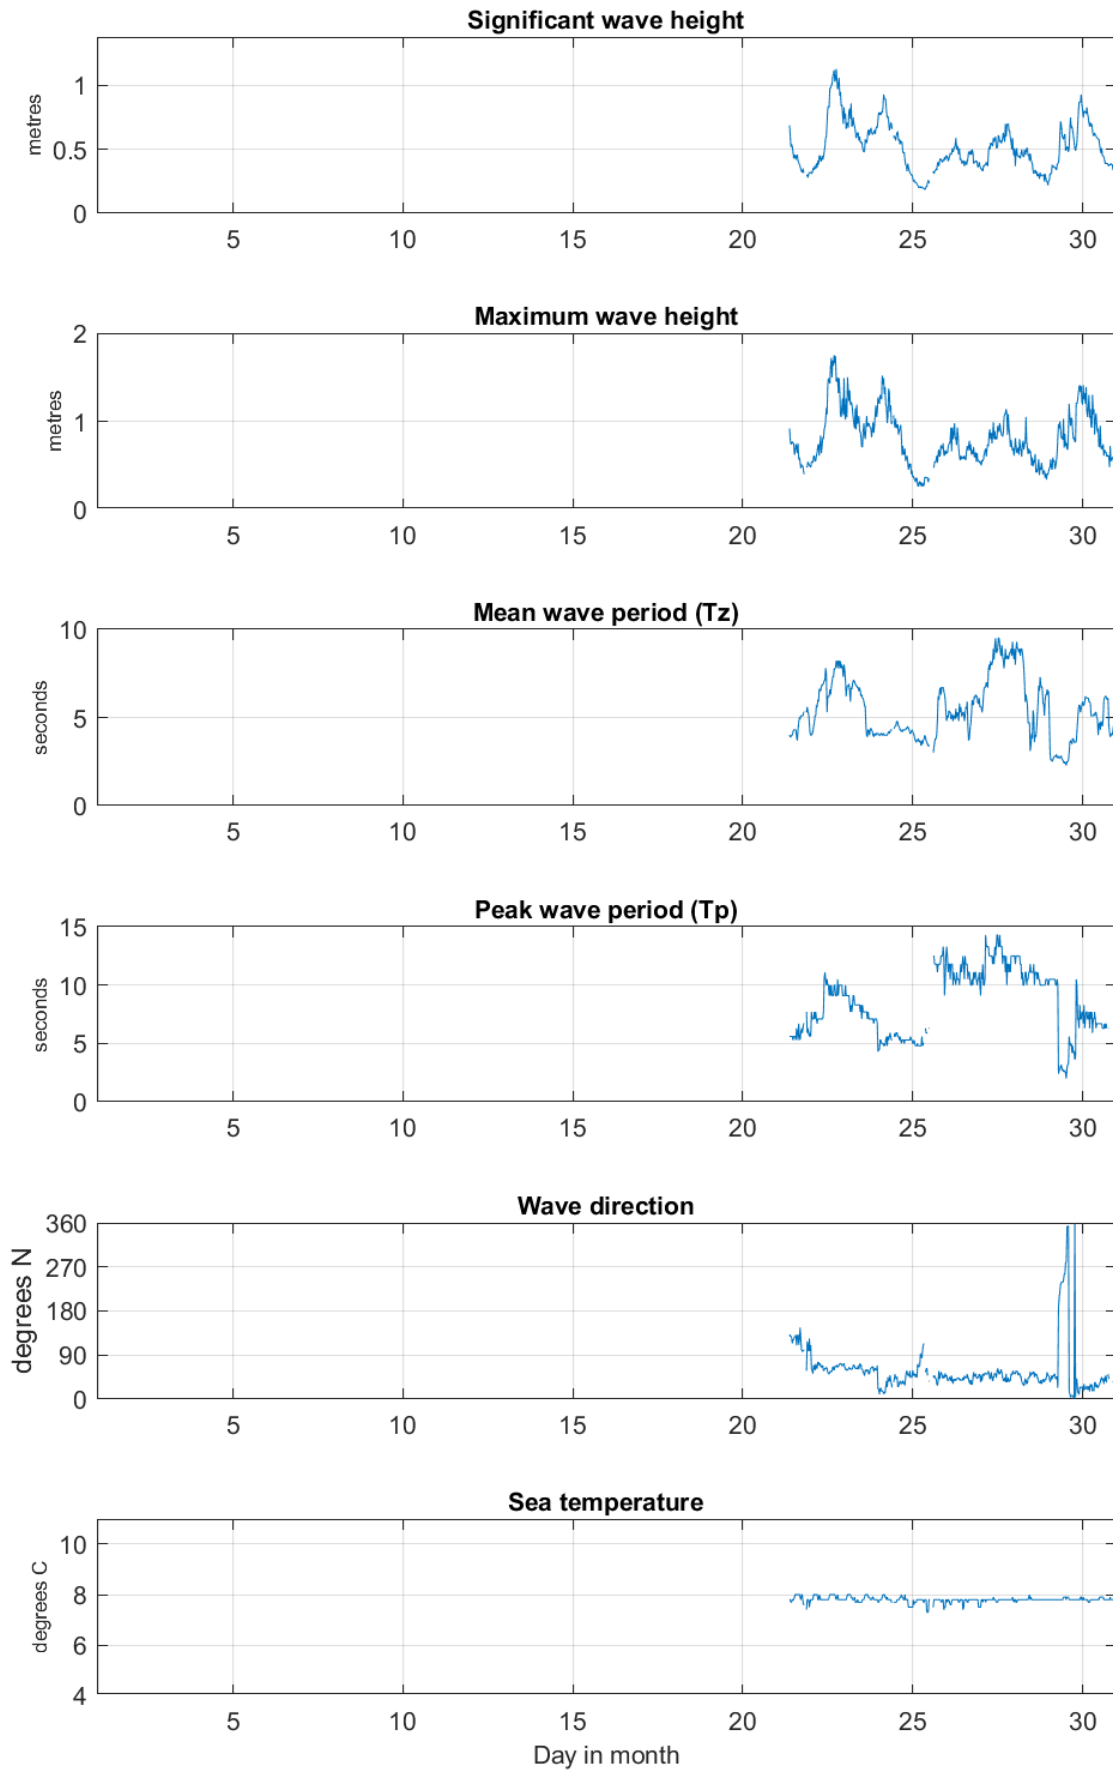 Significant wave height
metres
1
0.5
0
5 10 15 20 25 30
Maximum wave height
metres
2
1
0
5 10 15 20 25 30
Mean wave period (Tz)
seconds
10
5
0
5 10 15 20 25 30
Peak wave period (Tp)
seconds
15
10
5
0
5 10 15 20 25 30
Wave direction
degrees N
360
270
180
90
0
5 10 15 20 25 30
Sea temperature
degrees C
10
8
6
4
5 10 15 20 25 30
Day in month